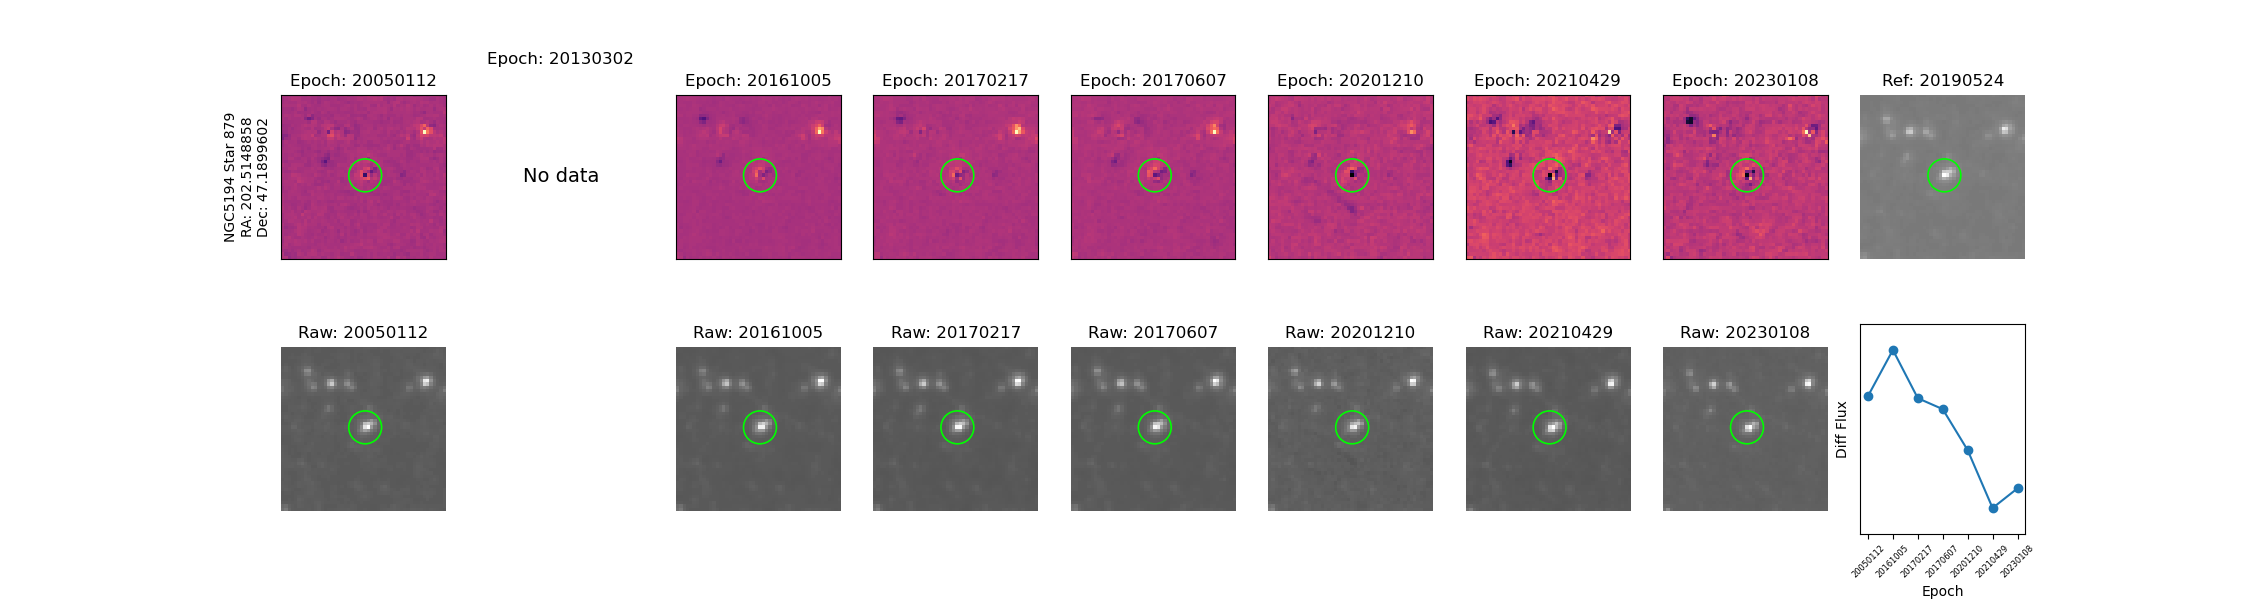 NGC5194 Star 879
RA: 202.5148858
Dec: 47.1899602
Epoch: 20050112
Epoch: 20130302
No data
Epoch: 20161005
Epoch: 20170217
Epoch: 20170607
Epoch: 20201210
Epoch: 20210429
Epoch: 20230108
Ref: 20190524
Raw: 20050112
Raw: 20161005
Raw: 20170217
Raw: 20170607
Raw: 20201210
Raw: 20210429
Raw: 20230108
Diff Flux
20050112
20161005
20170217
20170607
20201210
20210429
20230108
Epoch